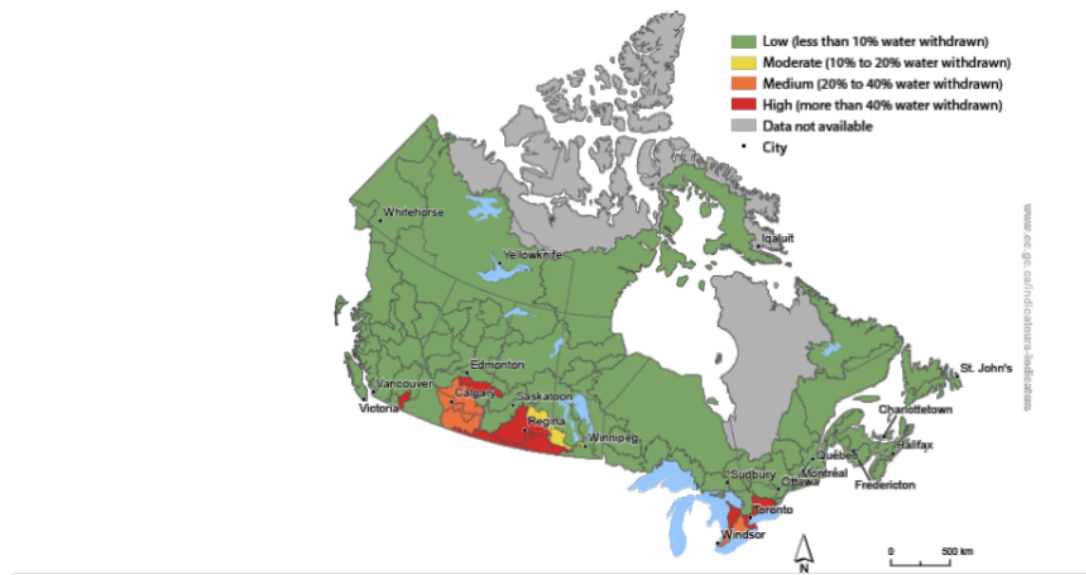 Low (less than 10% water withdrawn)
Moderate (10% to 20% water withdrawn)
Medium (20% to 40% water withdrawn)
High (more than 40% water withdrawn)
Data not available
City
Whitehorse
Iqaluit
Yellowknife
Edmonton
St. John's
Vancouver
Calgary
Saskatoon
Victoria
Charlottetown
Regina
Winnipeg
Halifax
Québec
Montréal
Sudbury
Ottawa
Fredericton
Toronto
Windsor
0 500 km
N
www.ec.gc.ca/indicateurs-indicators